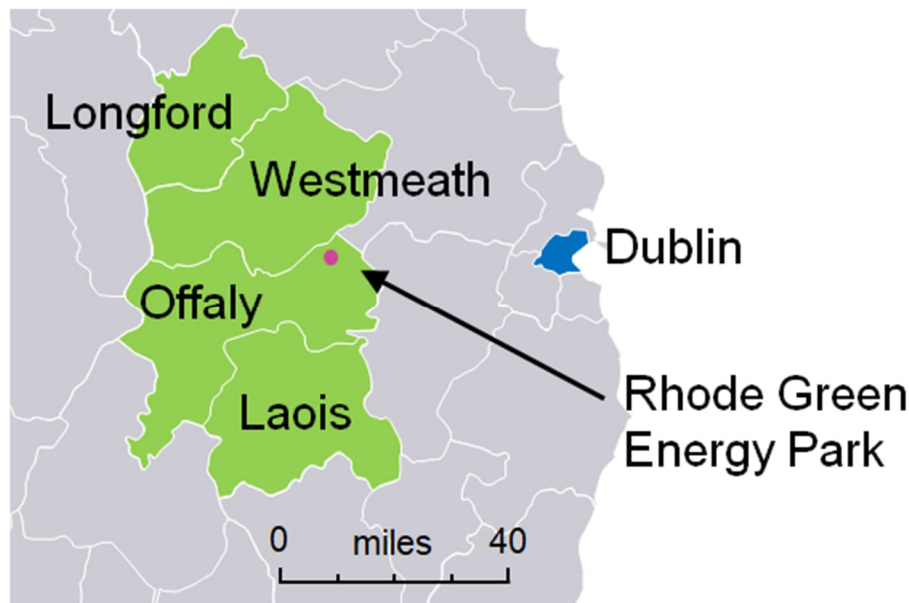 Longford
Westmeath
Dublin
Offaly
Rhode Green
Energy Park
Laois
0 miles 40